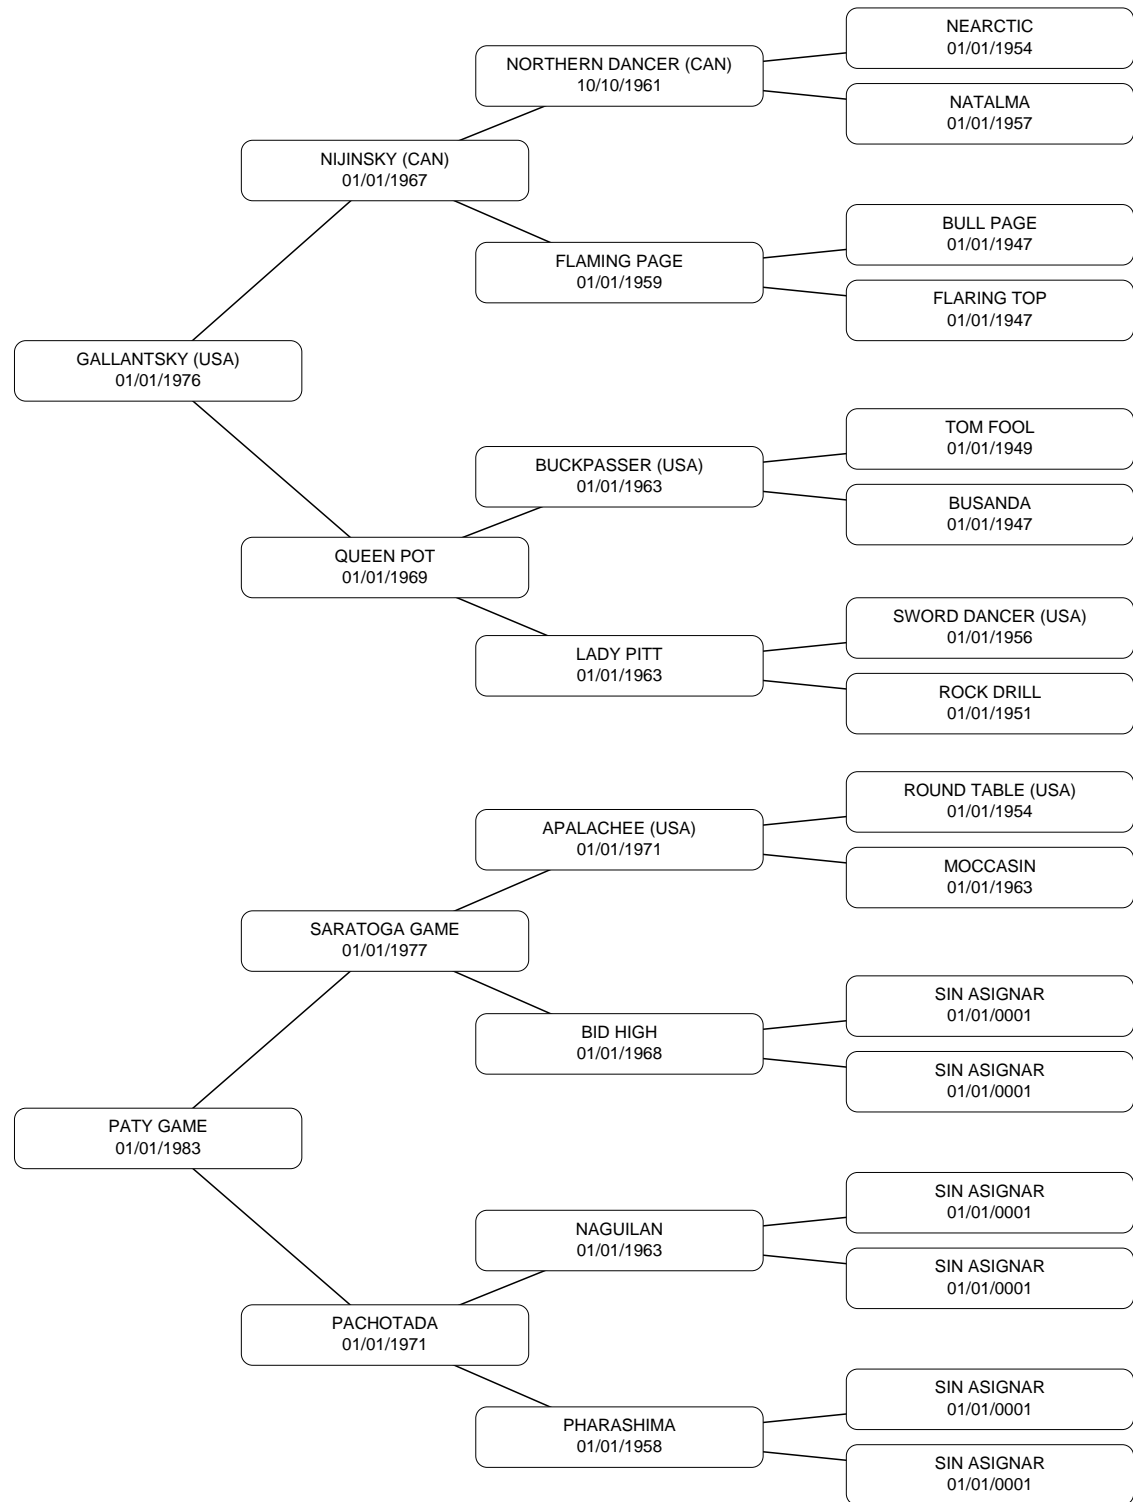 NEARCTIC
01/01/1954
NORTHERN DANCER (CAN)
10/10/1961
NATALMA
01/01/1957
NIJINSKY (CAN)
01/01/1967
BULL PAGE
01/01/1947
FLAMING PAGE
01/01/1959
FLARING TOP
01/01/1947
GALLANTSKY (USA)
01/01/1976
TOM FOOL
01/01/1949
BUCKPASSER (USA)
01/01/1963
BUSANDA
01/01/1947
QUEEN POT
01/01/1969
SWORD DANCER (USA)
01/01/1956
LADY PITT
01/01/1963
ROCK DRILL
01/01/1951
ROUND TABLE (USA)
01/01/1954
APALACHEE (USA)
01/01/1971
MOCCASIN
01/01/1963
SARATOGA GAME
01/01/1977
SIN ASIGNAR
01/01/0001
BID HIGH
01/01/1968
SIN ASIGNAR
01/01/0001
PATY GAME
01/01/1983
SIN ASIGNAR
01/01/0001
NAGUILAN
01/01/1963
SIN ASIGNAR
01/01/0001
PACHOTADA
01/01/1971
SIN ASIGNAR
01/01/0001
PHARASHIMA
01/01/1958
SIN ASIGNAR
01/01/0001